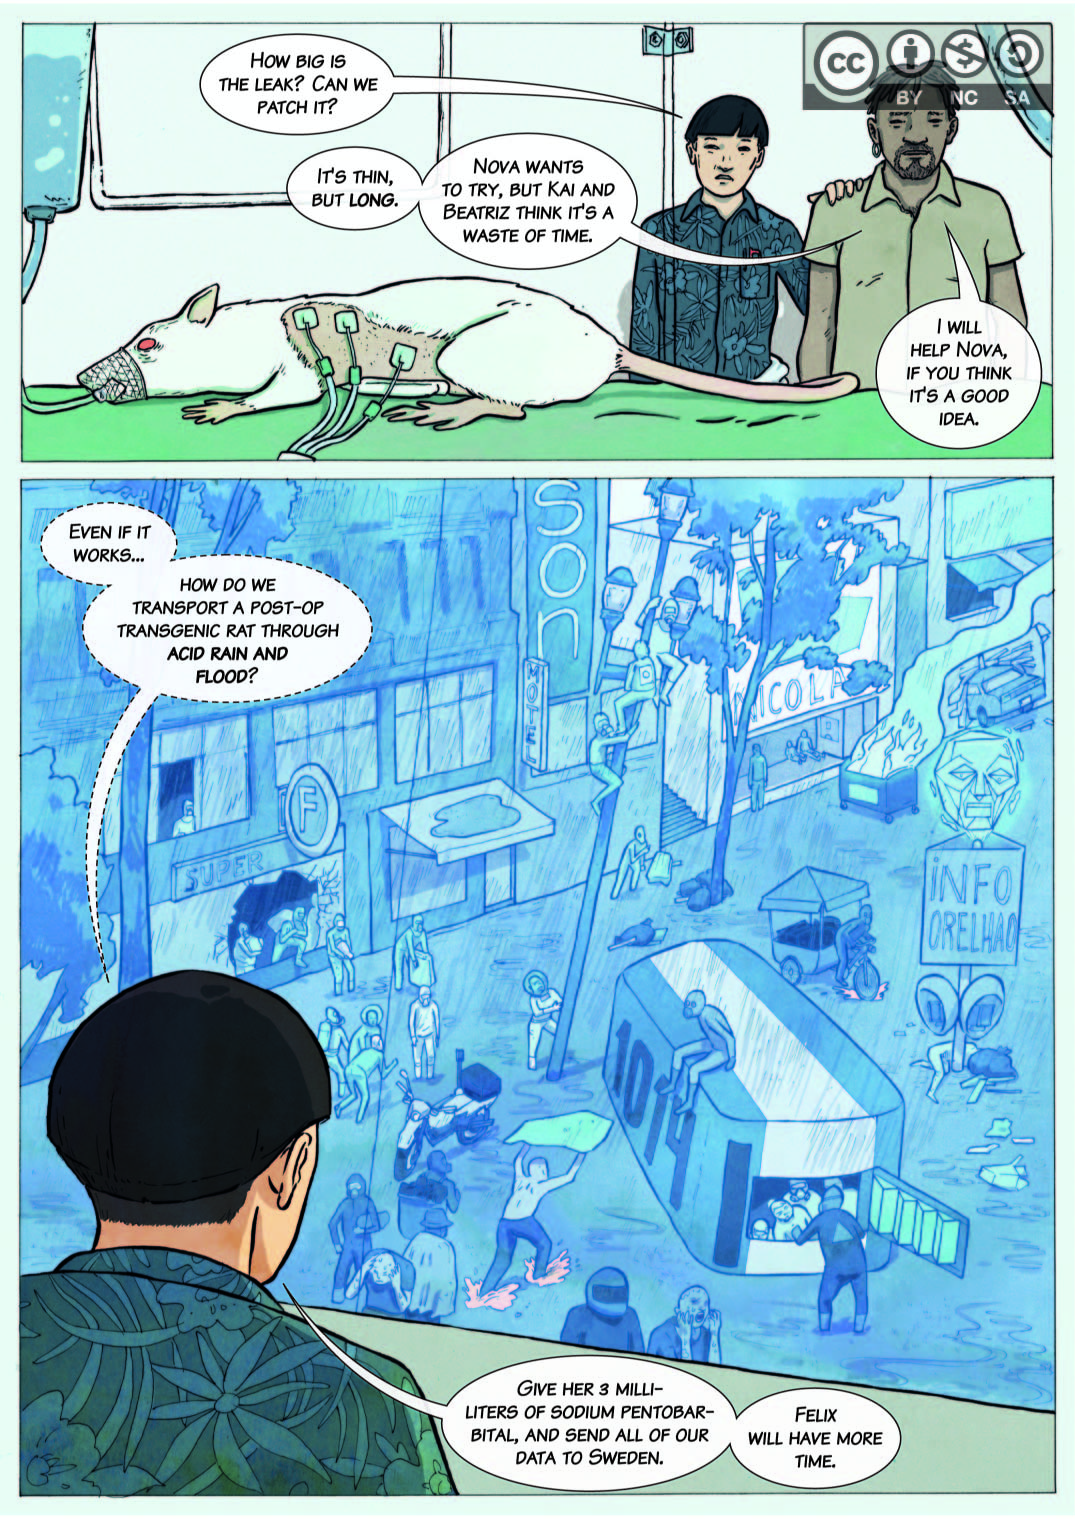 How big is
the leak? Can we
patch it?
cc
BY NC SA
It's thin,
but long.
Nova wants
to try, but Kai and
Beatriz think it's a
waste of time.
I will
help Nova,
if you think
it's a good
idea.
Even if it
works...
how do we
transport a post-op
transgenic rat through
acid rain and
flood?
son
MOTEL
NICOLA
F
SUPER
INFO
ORELHAO
1014
Give her 3 milli-
liters of sodium pentobar-
bital, and send all of our
data to Sweden.
Felix
will have more
time.